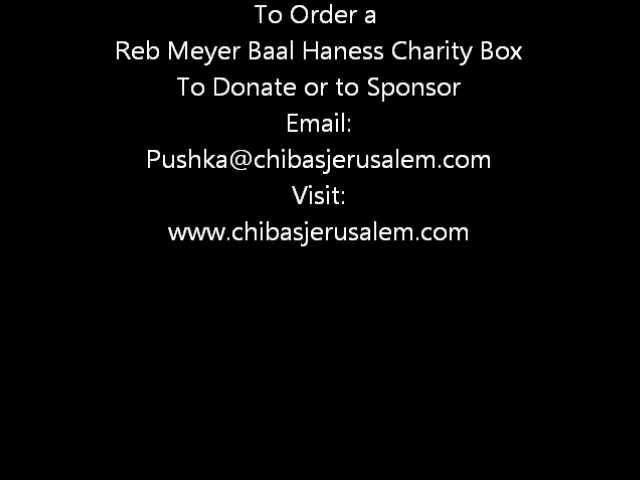 To Order a
Reb Meyer Baal Haness Charity Box
To Donate or to Sponsor
Email:
Pushka@chibasjerusalem.com
Visit:
www.chibasjerusalem.com